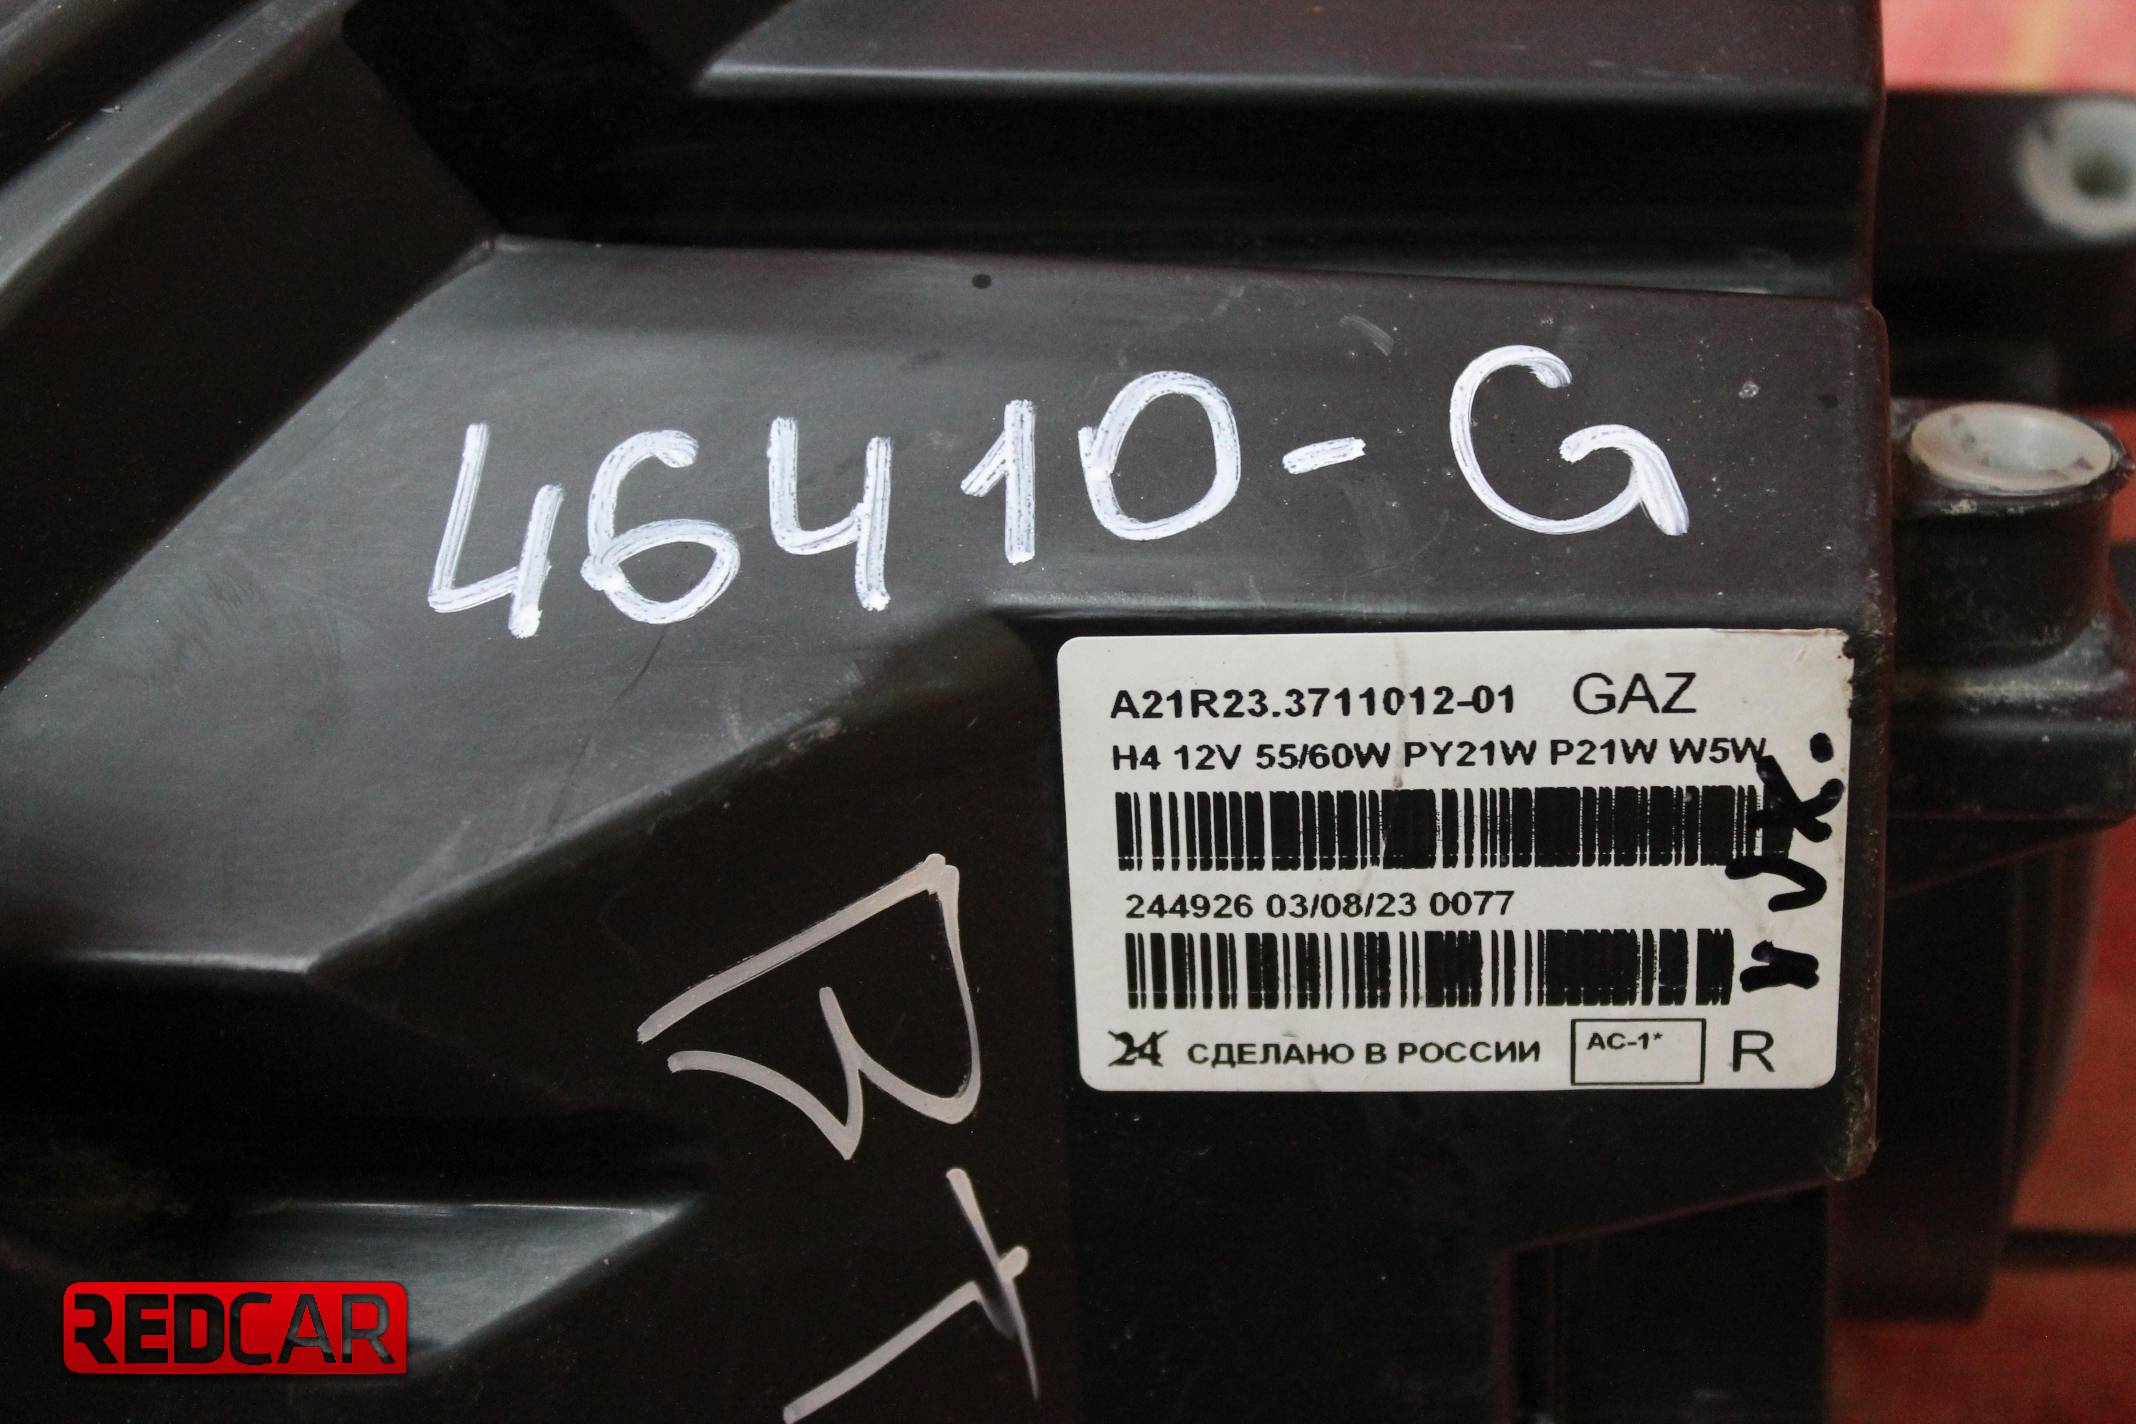 46410-G
A21R23.3711012-01 GAZ
H4 12V 55/60W PY21W P21W W5W
244926 03/08/23 0077
24 СДЕЛАНО В РОССИИ AC-1* R
REDCAR